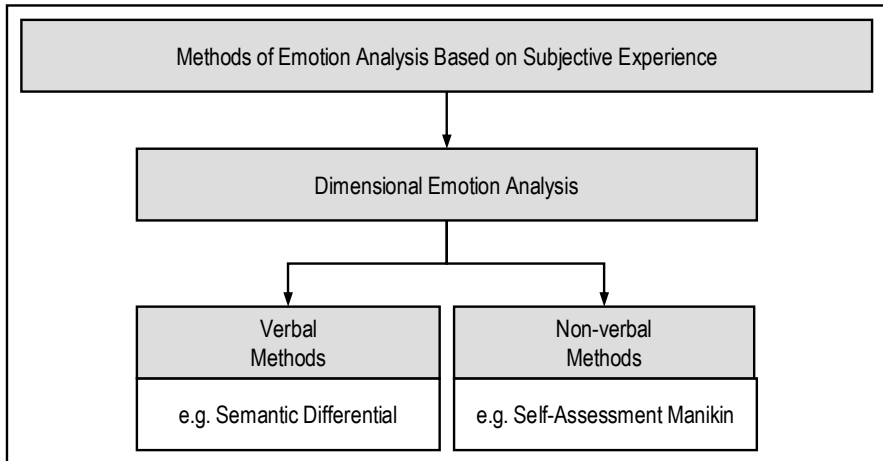 Methods of Emotion Analysis Based on Subjective Experience
Dimensional Emotion Analysis
Verbal
Methods
e.g. Semantic Differential
Non-verbal
Methods
e.g. Self-Assessment Manikin